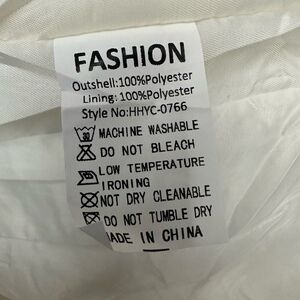 FASHION
Outshell:100%Polyester
Lining: 100%Polyester
Style No:HHYC-0766
MACHINE WASHABLE
DO NOT BLEACH
LOW TEMPERATURE
IRONING
NOT DRY CLEANABLE
DO NOT TUMBLE DRY
MADE IN CHINA